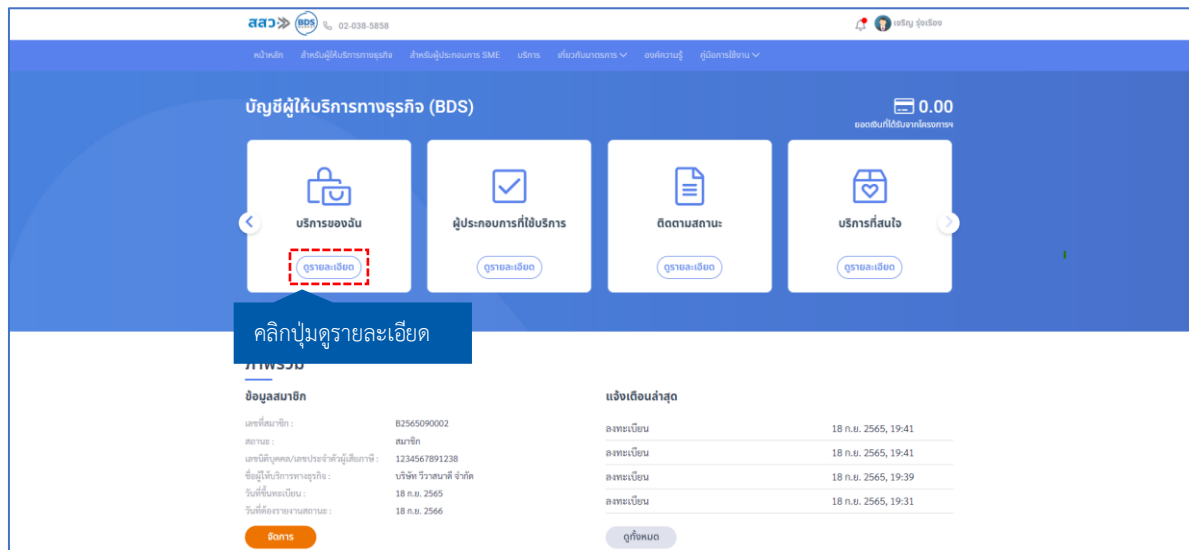 สสว BDS 02-038-5858 เจริญ รุ่งเรือง
หน้าหลัก สำหรับผู้ให้บริการทางธุรกิจ สำหรับผู้ประกอบการ SME บริการ เกี่ยวกับมาตรการ องค์ความรู้ คู่มือการใช้งาน
บัญชีผู้ให้บริการทางธุรกิจ (BDS) 0.00
ยอดเงินที่ได้รับจากโครงการฯ
บริการของฉัน ผู้ประกอบการที่ใช้บริการ ติดตามสถานะ บริการที่สนใจ
ดูรายละเอียด ดูรายละเอียด ดูรายละเอียด ดูรายละเอียด
คลิกปุ่มดูรายละเอียด
ภาพรวม
ข้อมูลสมาชิก แจ้งเตือนล่าสุด
เลขที่สมาชิก : B2565090002
ลงทะเบียน 18 ก.ย. 2565, 19:41
สถานะ : สมาชิก
เลขนิติบุคคล/เลขประจำตัวผู้เสียภาษี : 1234567891238
ลงทะเบียน 18 ก.ย. 2565, 19:41
ชื่อผู้ให้บริการทางธุรกิจ : บริษัท วีวาสนาดี จำกัด
ลงทะเบียน 18 ก.ย. 2565, 19:39
วันที่ขึ้นทะเบียน : 18 ก.ย. 2565
ลงทะเบียน 18 ก.ย. 2565, 19:31
วันที่ต้องรายงานสถานะ : 18 ก.ย. 2566
จัดการ ดูทั้งหมด